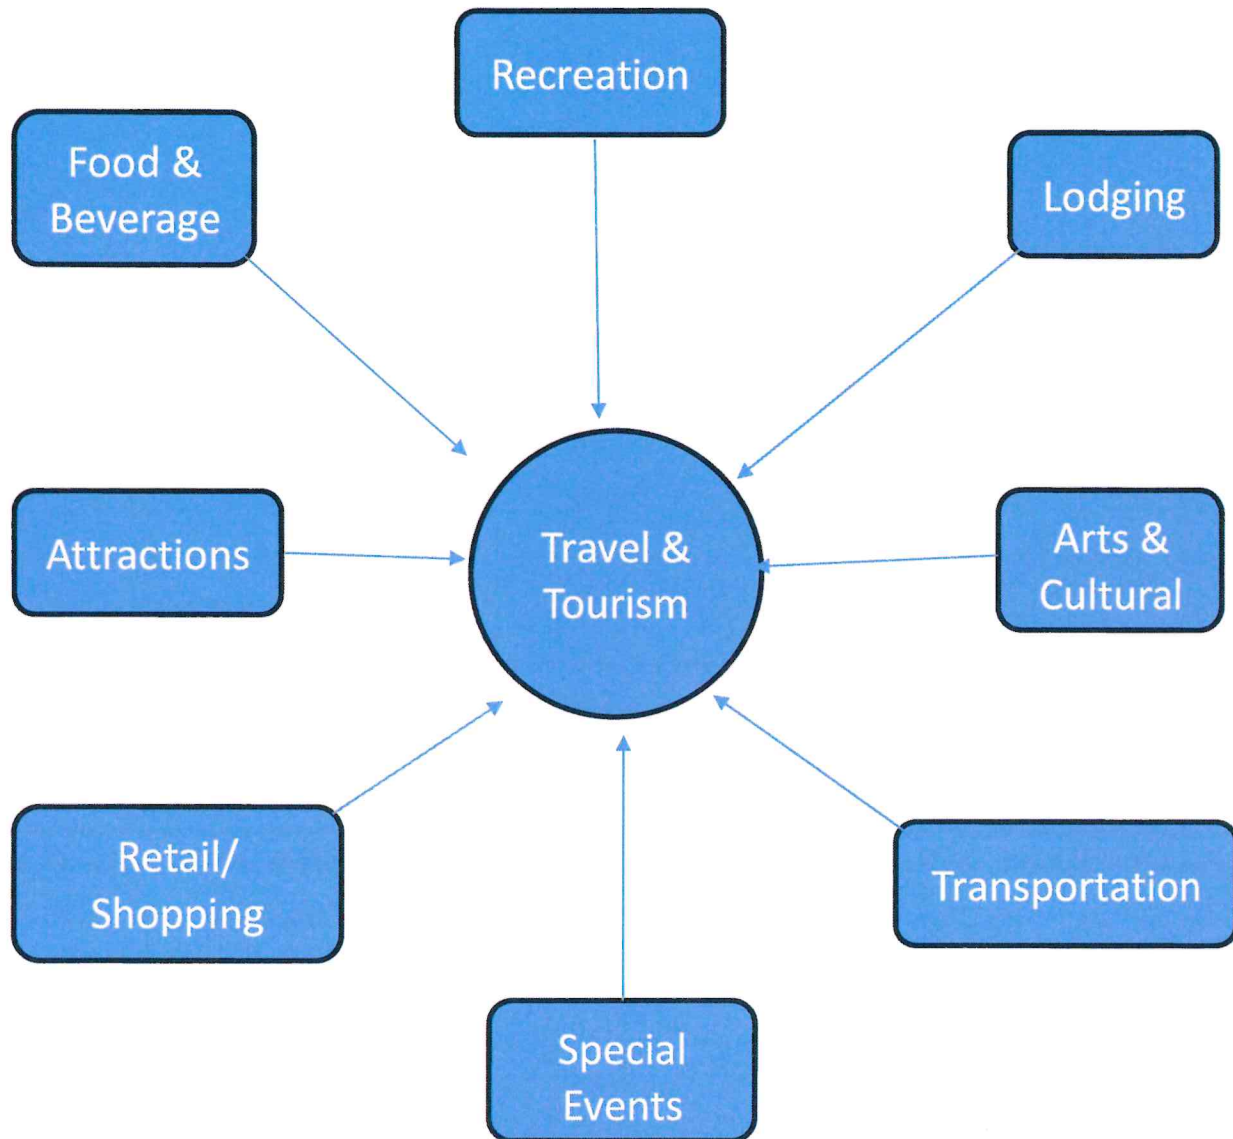 Recreation
Food &
Beverage
Lodging
Attractions
Travel &
Tourism
Arts &
Cultural
Retail/
Shopping
Transportation
Special
Events